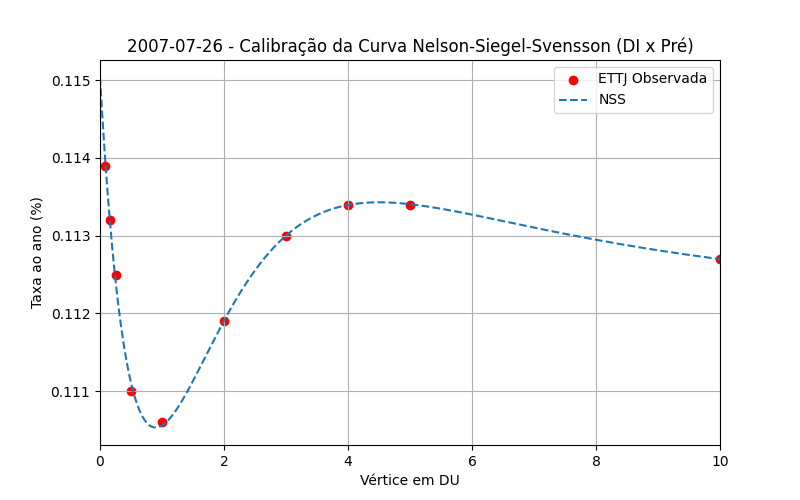 2007-07-26 - Calibração da Curva Nelson-Siegel-Svensson (DI x Pré)
ETTJ Observada
NSS
Taxa ao ano (%)
0.115
0.114
0.113
0.112
0.111
0
2
4
6
8
10
Vértice em DU